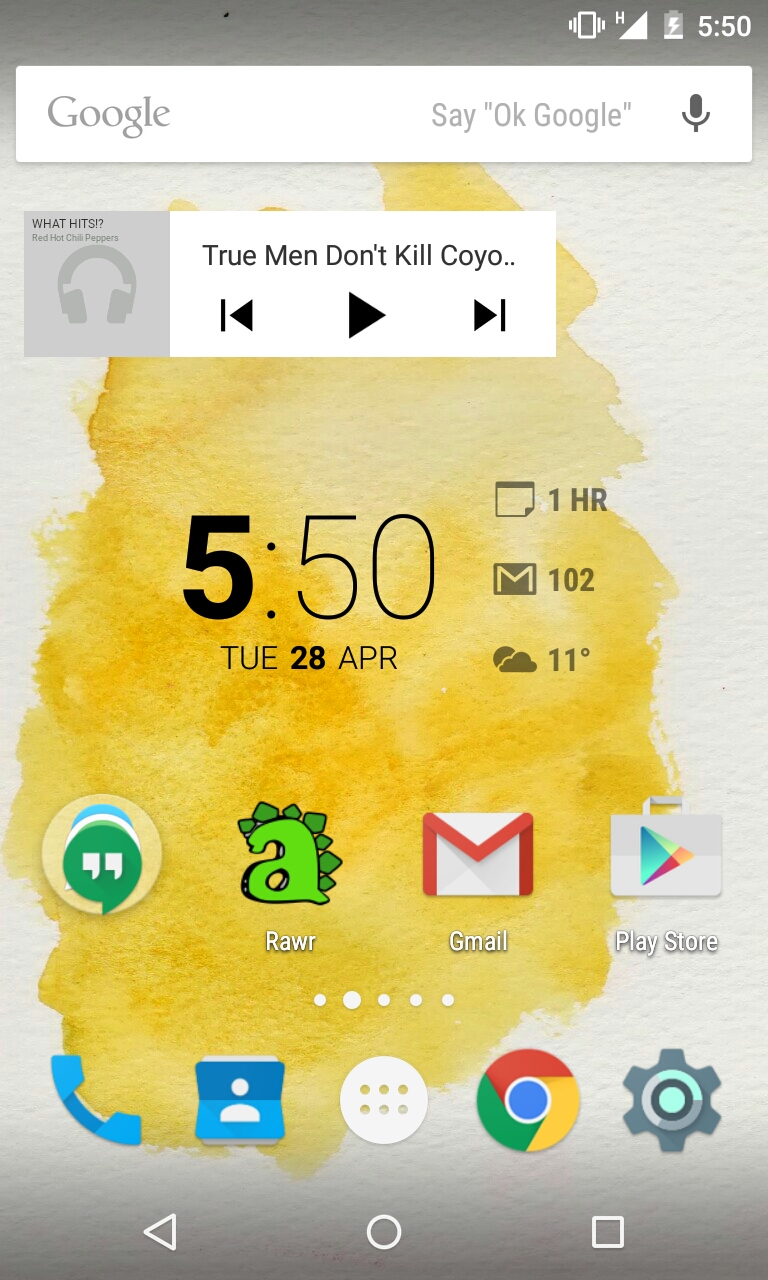 H 5:50
Google Say "Ok Google"
WHAT HITS!?
Red Hot Chili Peppers
True Men Don't Kill Coyo..
1 HR
5:50
102
TUE 28 APR
11°
a
Rawr
Gmail
Play Store